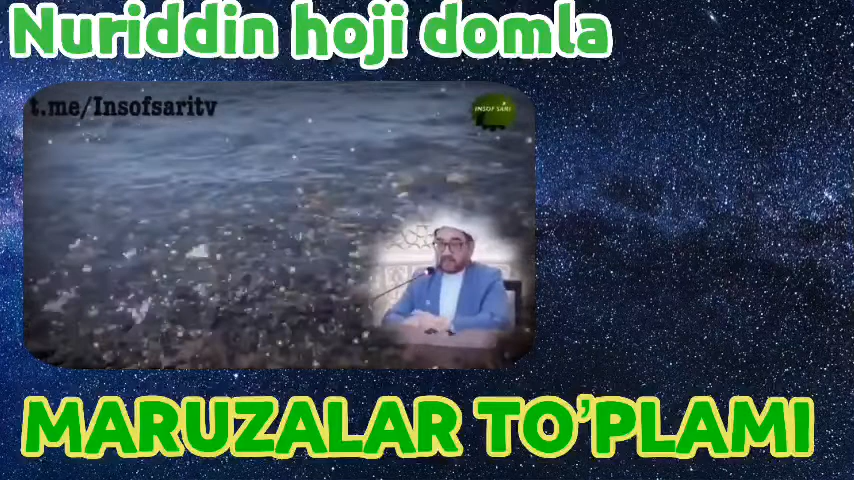 Nuriddin hoji domla
t.me/Insofsaritv
INSOF SARI
MARUZALAR TO’PLAMI